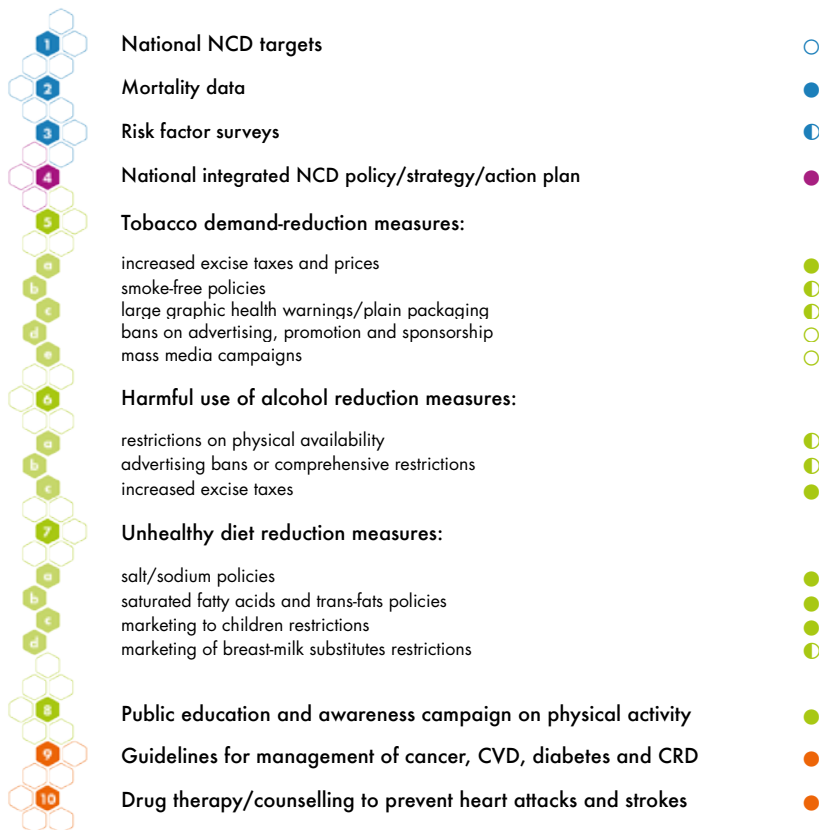 1 National NCD targets
2 Mortality data
3 Risk factor surveys
4 National integrated NCD policy/strategy/action plan
5 Tobacco demand-reduction measures:
a increased excise taxes and prices
b smoke-free policies
c large graphic health warnings/plain packaging
d bans on advertising, promotion and sponsorship
e mass media campaigns
6 Harmful use of alcohol reduction measures:
a restrictions on physical availability
b advertising bans or comprehensive restrictions
c increased excise taxes
7 Unhealthy diet reduction measures:
a salt/sodium policies
b saturated fatty acids and trans-fats policies
c marketing to children restrictions
d marketing of breast-milk substitutes restrictions
8 Public education and awareness campaign on physical activity
9 Guidelines for management of cancer, CVD, diabetes and CRD
10 Drug therapy/counselling to prevent heart attacks and strokes